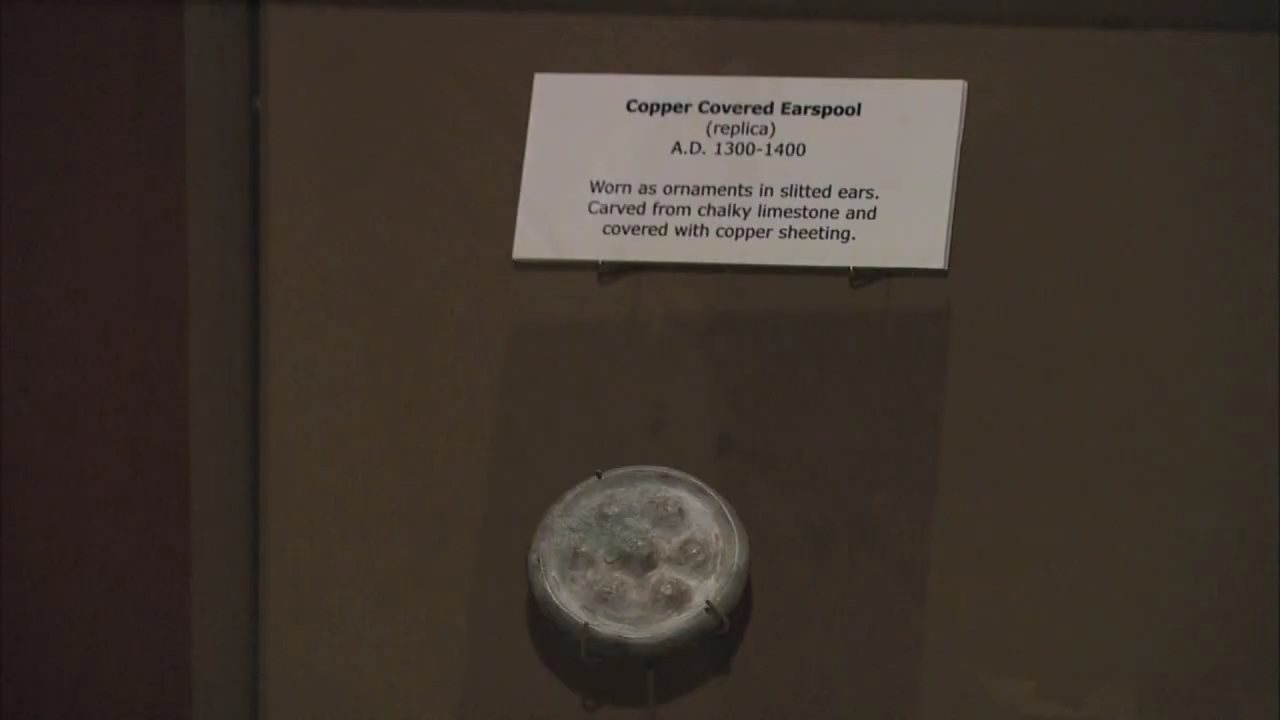 Copper Covered Earspool
(replica)
A.D. 1300-1400
Worn as ornaments in slitted ears.
Carved from chalky limestone and
covered with copper sheeting.